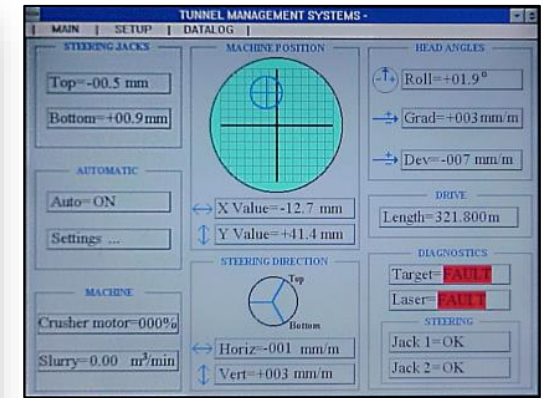 TUNNEL MANAGEMENT SYSTEMS -
| MAIN | SETUP | DATALOG |
STEERING JACKS
Top=-00.5 mm
Bottom=+00.9mm
AUTOMATIC
Auto=ON
Settings ...
MACHINE
Crusher motor=000%
Slurry=0.00 m³/min
MACHINE POSITION
X Value=-12.7 mm
Y Value=+41.4 mm
STEERING DIRECTION
Top
Bottom
Horiz=-001 mm/m
Vert=+003 mm/m
HEAD ANGLES
Roll=+01.9°
Grad=+003mm/m
Dev=-007 mm/m
DRIVE
Length=321.800m
DIAGNOSTICS
Target=FAULT
Laser=FAULT
STEERING
Jack 1=OK
Jack 2=OK